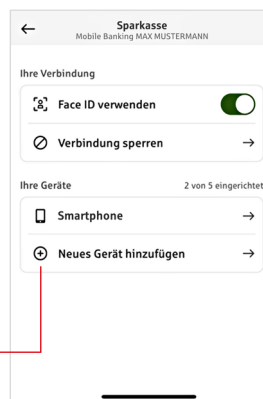 Sparkasse
Mobile Banking MAX MUSTERMANN
Ihre Verbindung
Face ID verwenden
Verbindung sperren
Ihre Geräte 2 von 5 eingerichtet
Smartphone
Neues Gerät hinzufügen